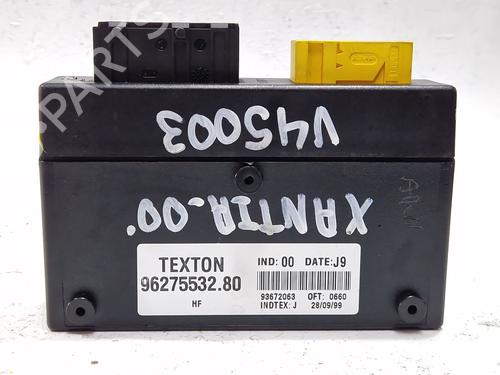 V45003
XANTIA-00'
TEXTON
IND: 00 DATE: J9
96275532.80
HF
93672063 OFT: 0660
INDTEX: J 28/09/99